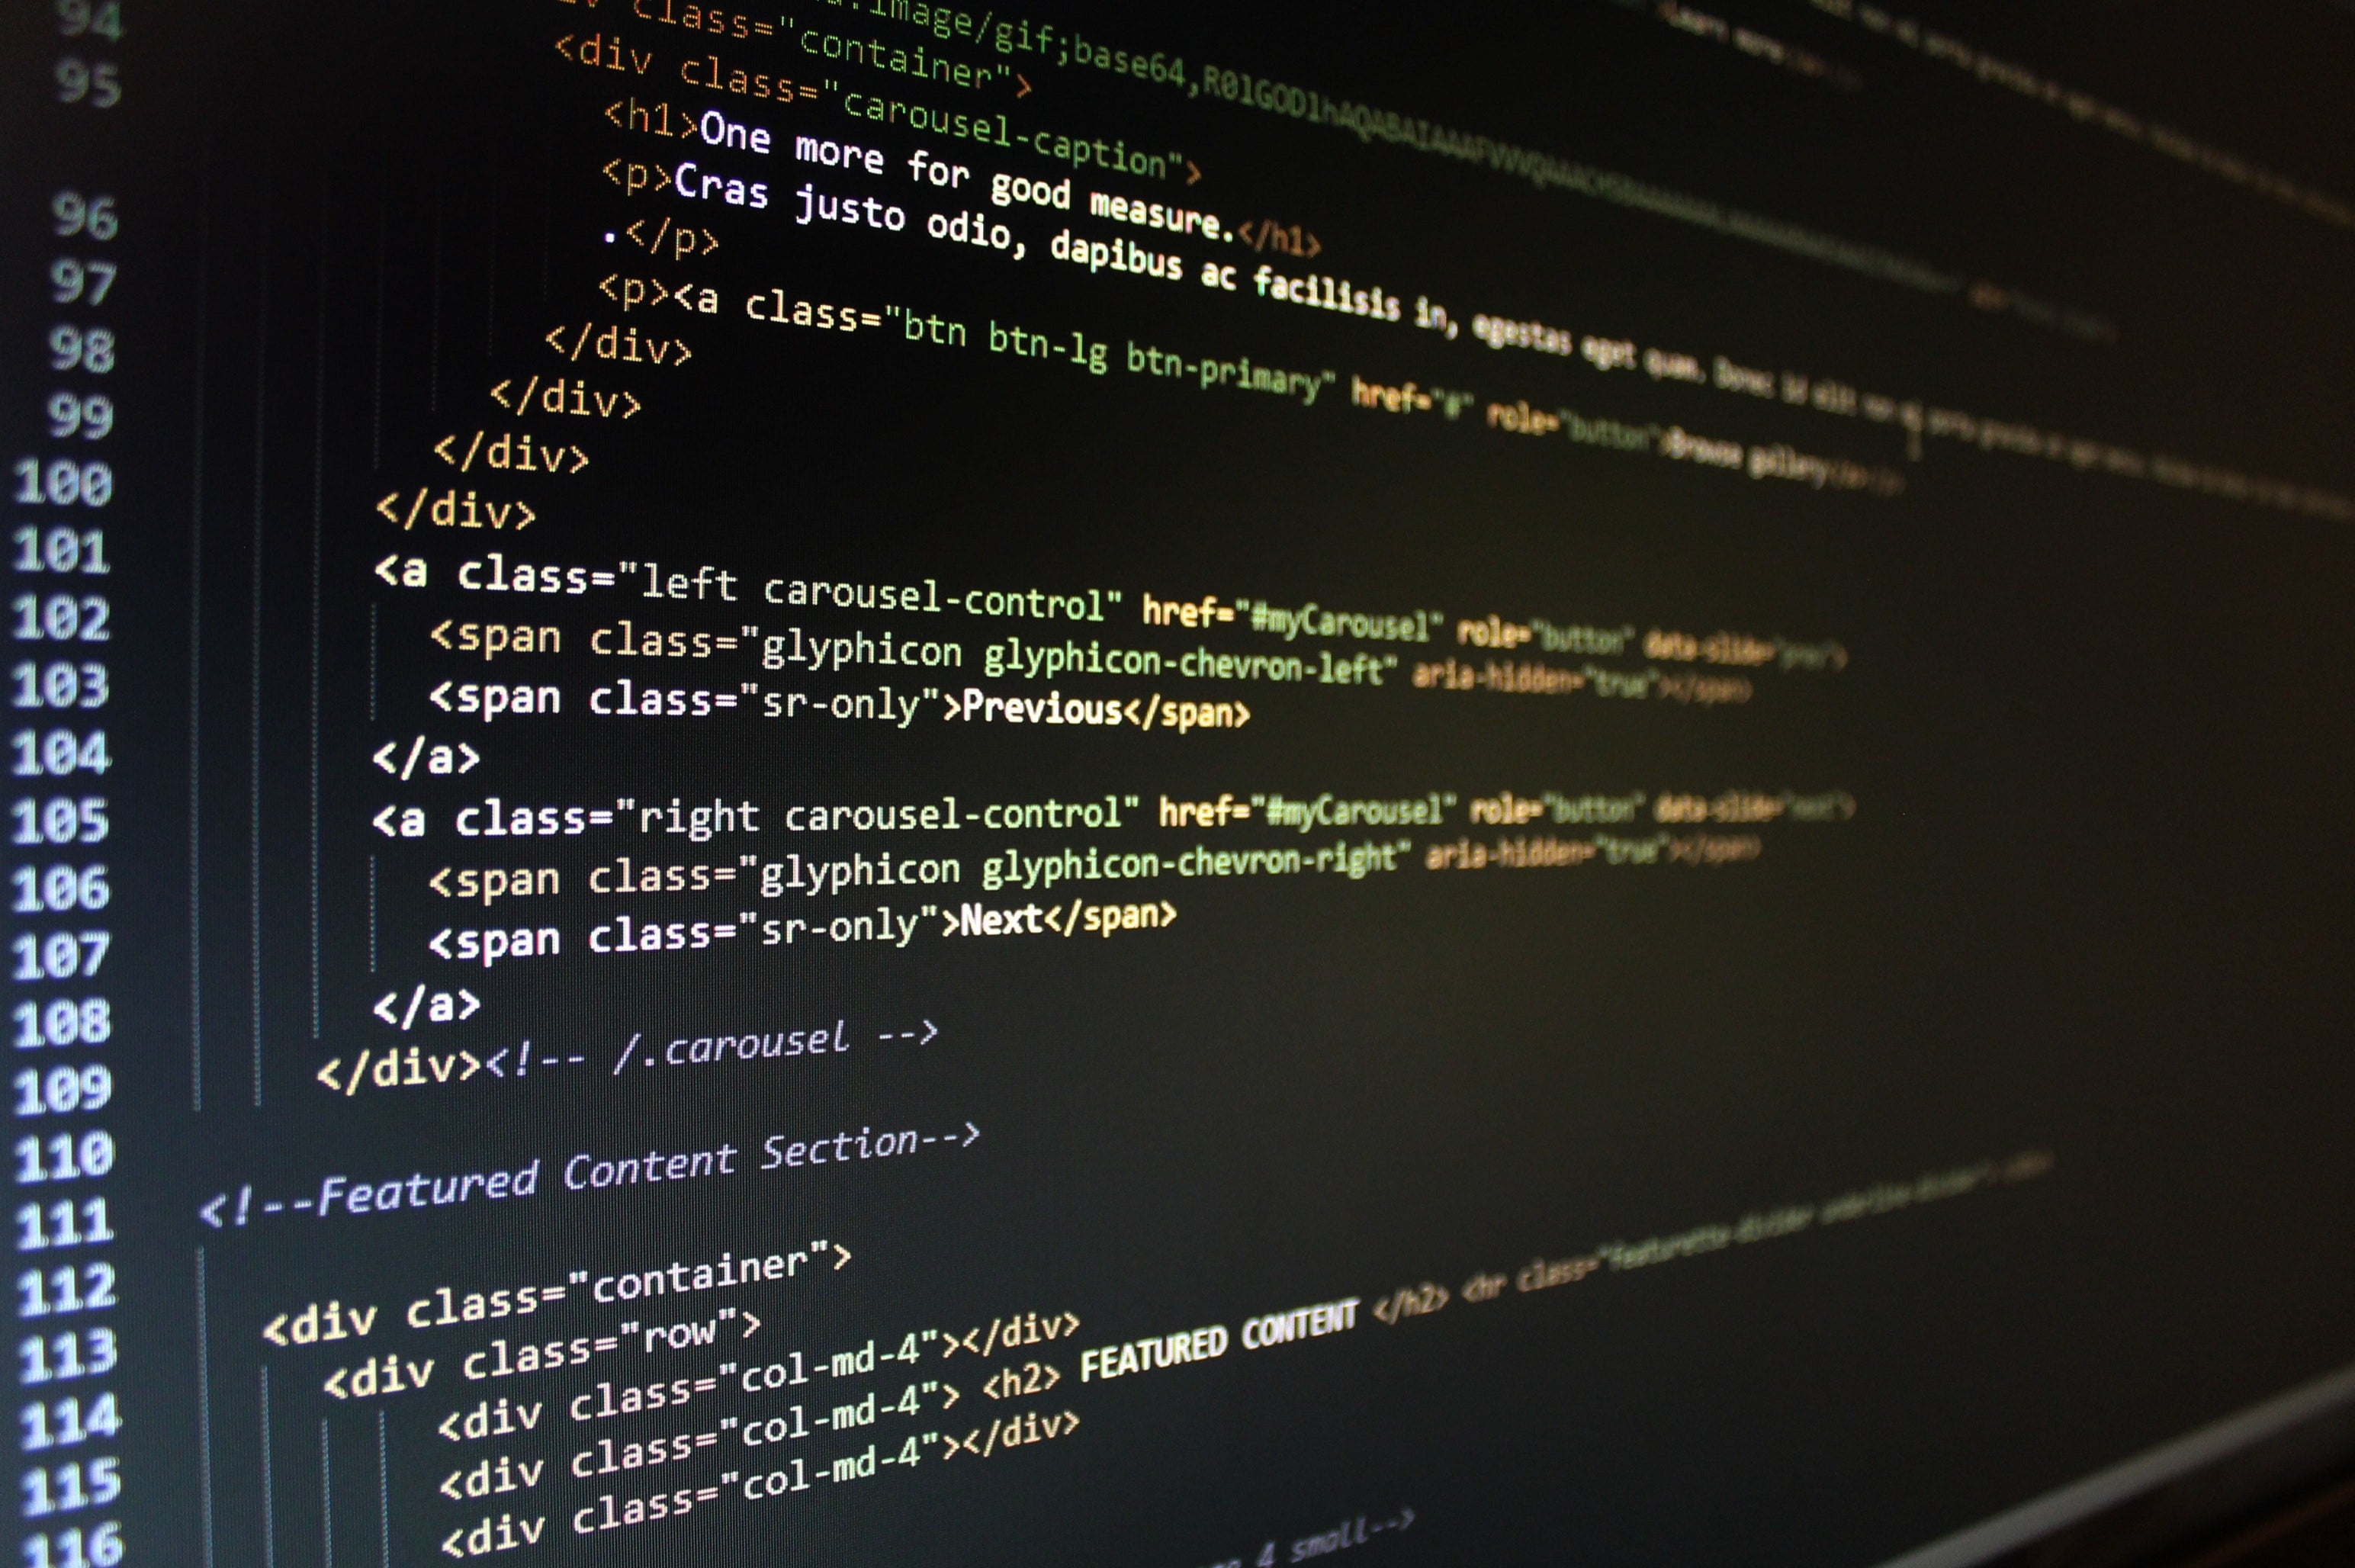 .image/gif;base64,
class="container">
<div class="carousel-caption">
94 <h1>One more for good measure.</h1>
95 <p>Cras justo odio, dapibus ac facilisis in, egestas eget quam. Donec id elit non
.</p>
96 <p><a class="btn btn-lg btn-primary" href="#" role="button">Browse gallery
97 </div>
98 </div>
99 </div>
100 </div>
101 <a class="left carousel-control" href="#myCarousel" role="button" data-slide="prev">
102 <span class="glyphicon glyphicon-chevron-left" aria-hidden="true"></span>
103 <span class="sr-only">Previous</span>
104 </a>
105 <a class="right carousel-control" href="#myCarousel" role="button" data-slide="next">
106 <span class="glyphicon glyphicon-chevron-right" aria-hidden="true"></span>
107 <span class="sr-only">Next</span>
108 </a>
109 </div><!-- /.carousel -->
110
111 <!--Featured Content Section-->
112
113 <div class="container">
114 <div class="row">
115 <div class="col-md-4"></div>
116 <div class="col-md-4"> <h2> FEATURED CONTENT </h2> <hr class="featurette-divider
<div class="col-md-4"></div>
4 small-->